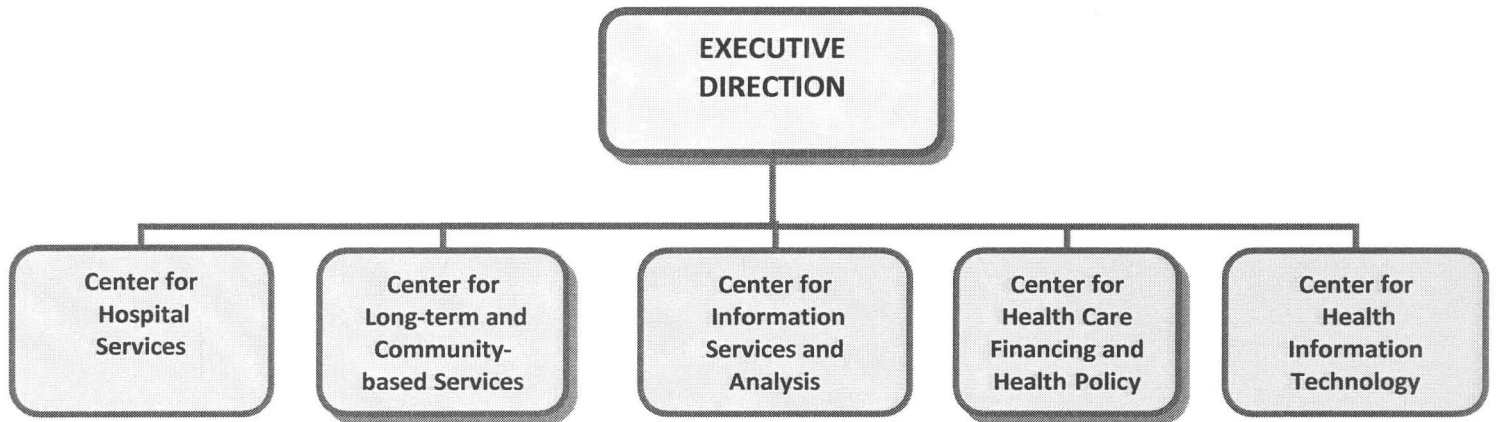 EXECUTIVE
DIRECTION
Center for
Hospital
Services
Center for
Long-term and
Community-
based Services
Center for
Information
Services and
Analysis
Center for
Health Care
Financing and
Health Policy
Center for
Health
Information
Technology